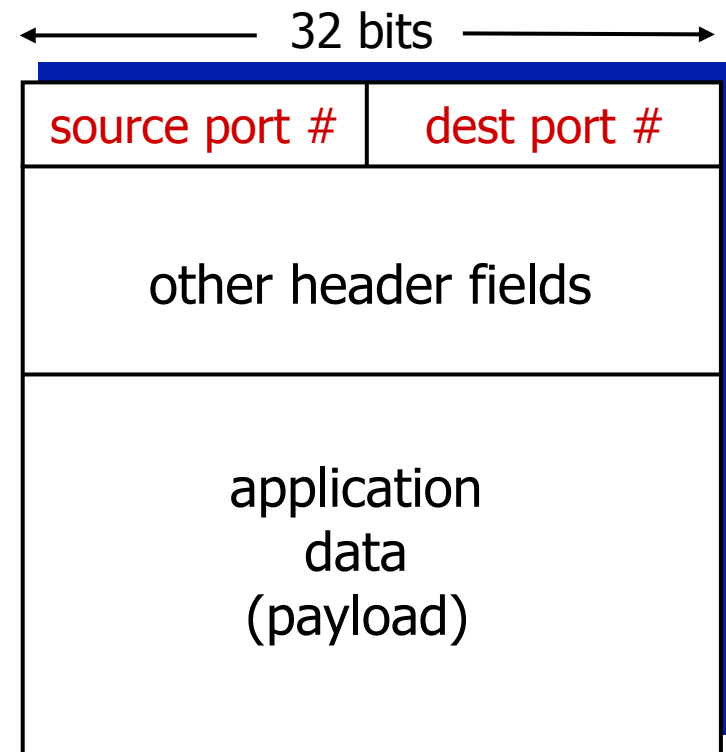 32 bits
source port # dest port #
other header fields
application
data
(payload)